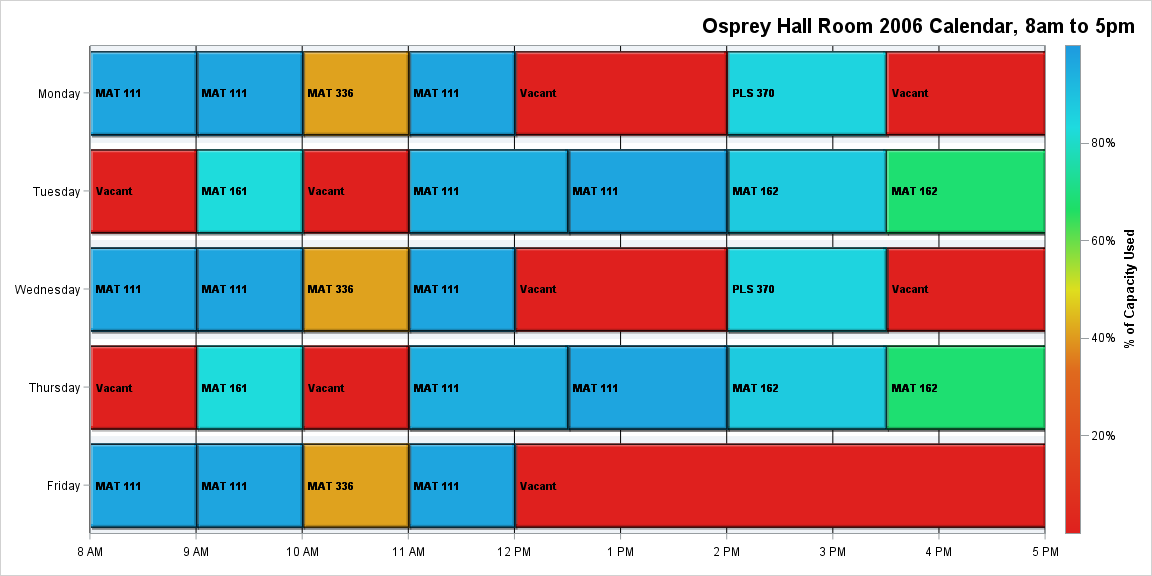 Osprey Hall Room 2006 Calendar, 8am to 5pm
Monday
MAT 111
MAT 111
MAT 336
MAT 111
Vacant
PLS 370
Vacant
Tuesday
Vacant
MAT 161
Vacant
MAT 111
MAT 111
MAT 162
MAT 162
Wednesday
MAT 111
MAT 111
MAT 336
MAT 111
Vacant
PLS 370
Vacant
Thursday
Vacant
MAT 161
Vacant
MAT 111
MAT 111
MAT 162
MAT 162
Friday
MAT 111
MAT 111
MAT 336
MAT 111
Vacant
8 AM
9 AM
10 AM
11 AM
12 PM
1 PM
2 PM
3 PM
4 PM
5 PM
80%
60%
40%
20%
% of Capacity Used